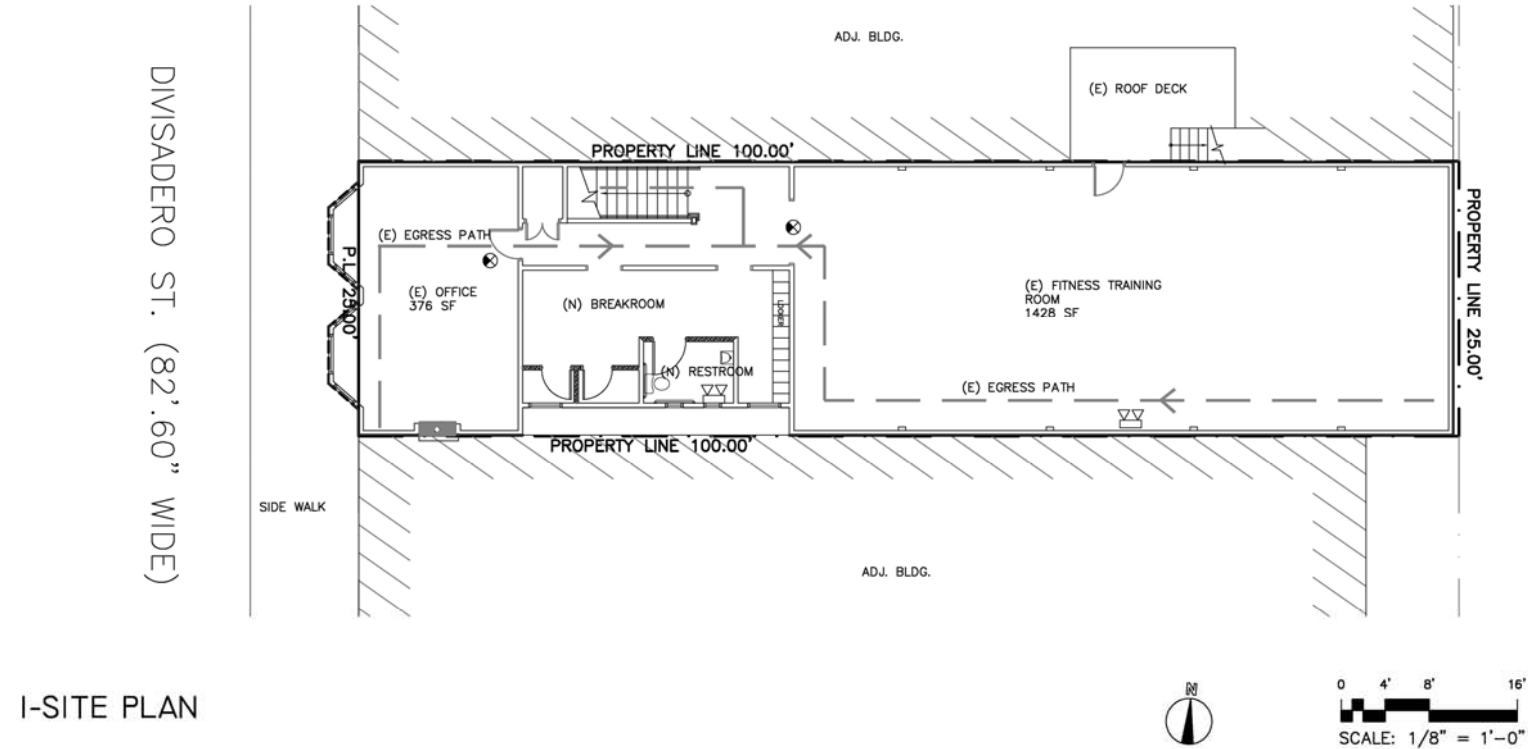 DIVISADERO ST. (82'.60" WIDE)
ADJ. BLDG.
(E) ROOF DECK
PROPERTY LINE 100.00'
(E) EGRESS PATH
P.L. 25.00'
(E) OFFICE
376 SF
(N) BREAKROOM
LOCKER
(N) RESTROOM
(E) FITNESS TRAINING
ROOM
1428 SF
(E) EGRESS PATH
PROPERTY LINE 25.00'
PROPERTY LINE 100.00'
SIDE WALK
ADJ. BLDG.
I-SITE PLAN
N
0 4' 8' 16'
SCALE: 1/8" = 1'-0"